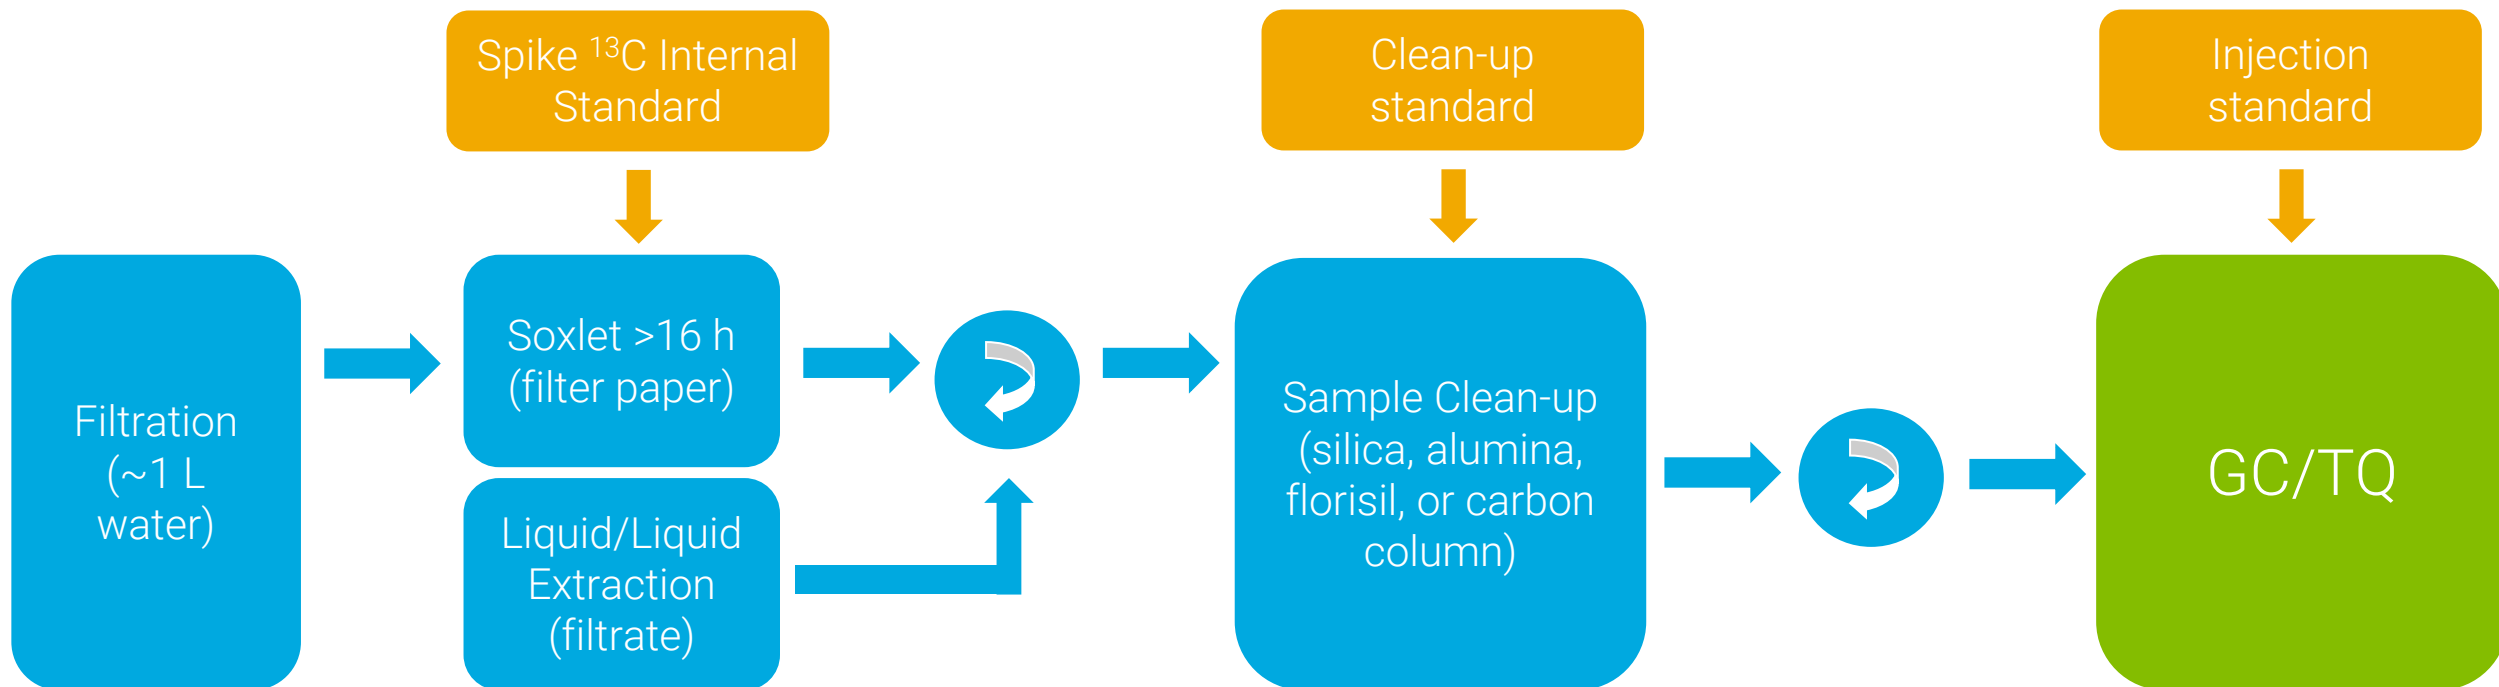 Spike ¹³C Internal
Standard
Clean-up
standard
Injection
standard
Filtration
(~ 1 L
water)
Soxlet >16 h
(filter paper)
Liquid/Liquid
Extraction
(filtrate)
Sample Clean-up
(silica, alumina,
florisil, or carbon
column)
GC/TQ